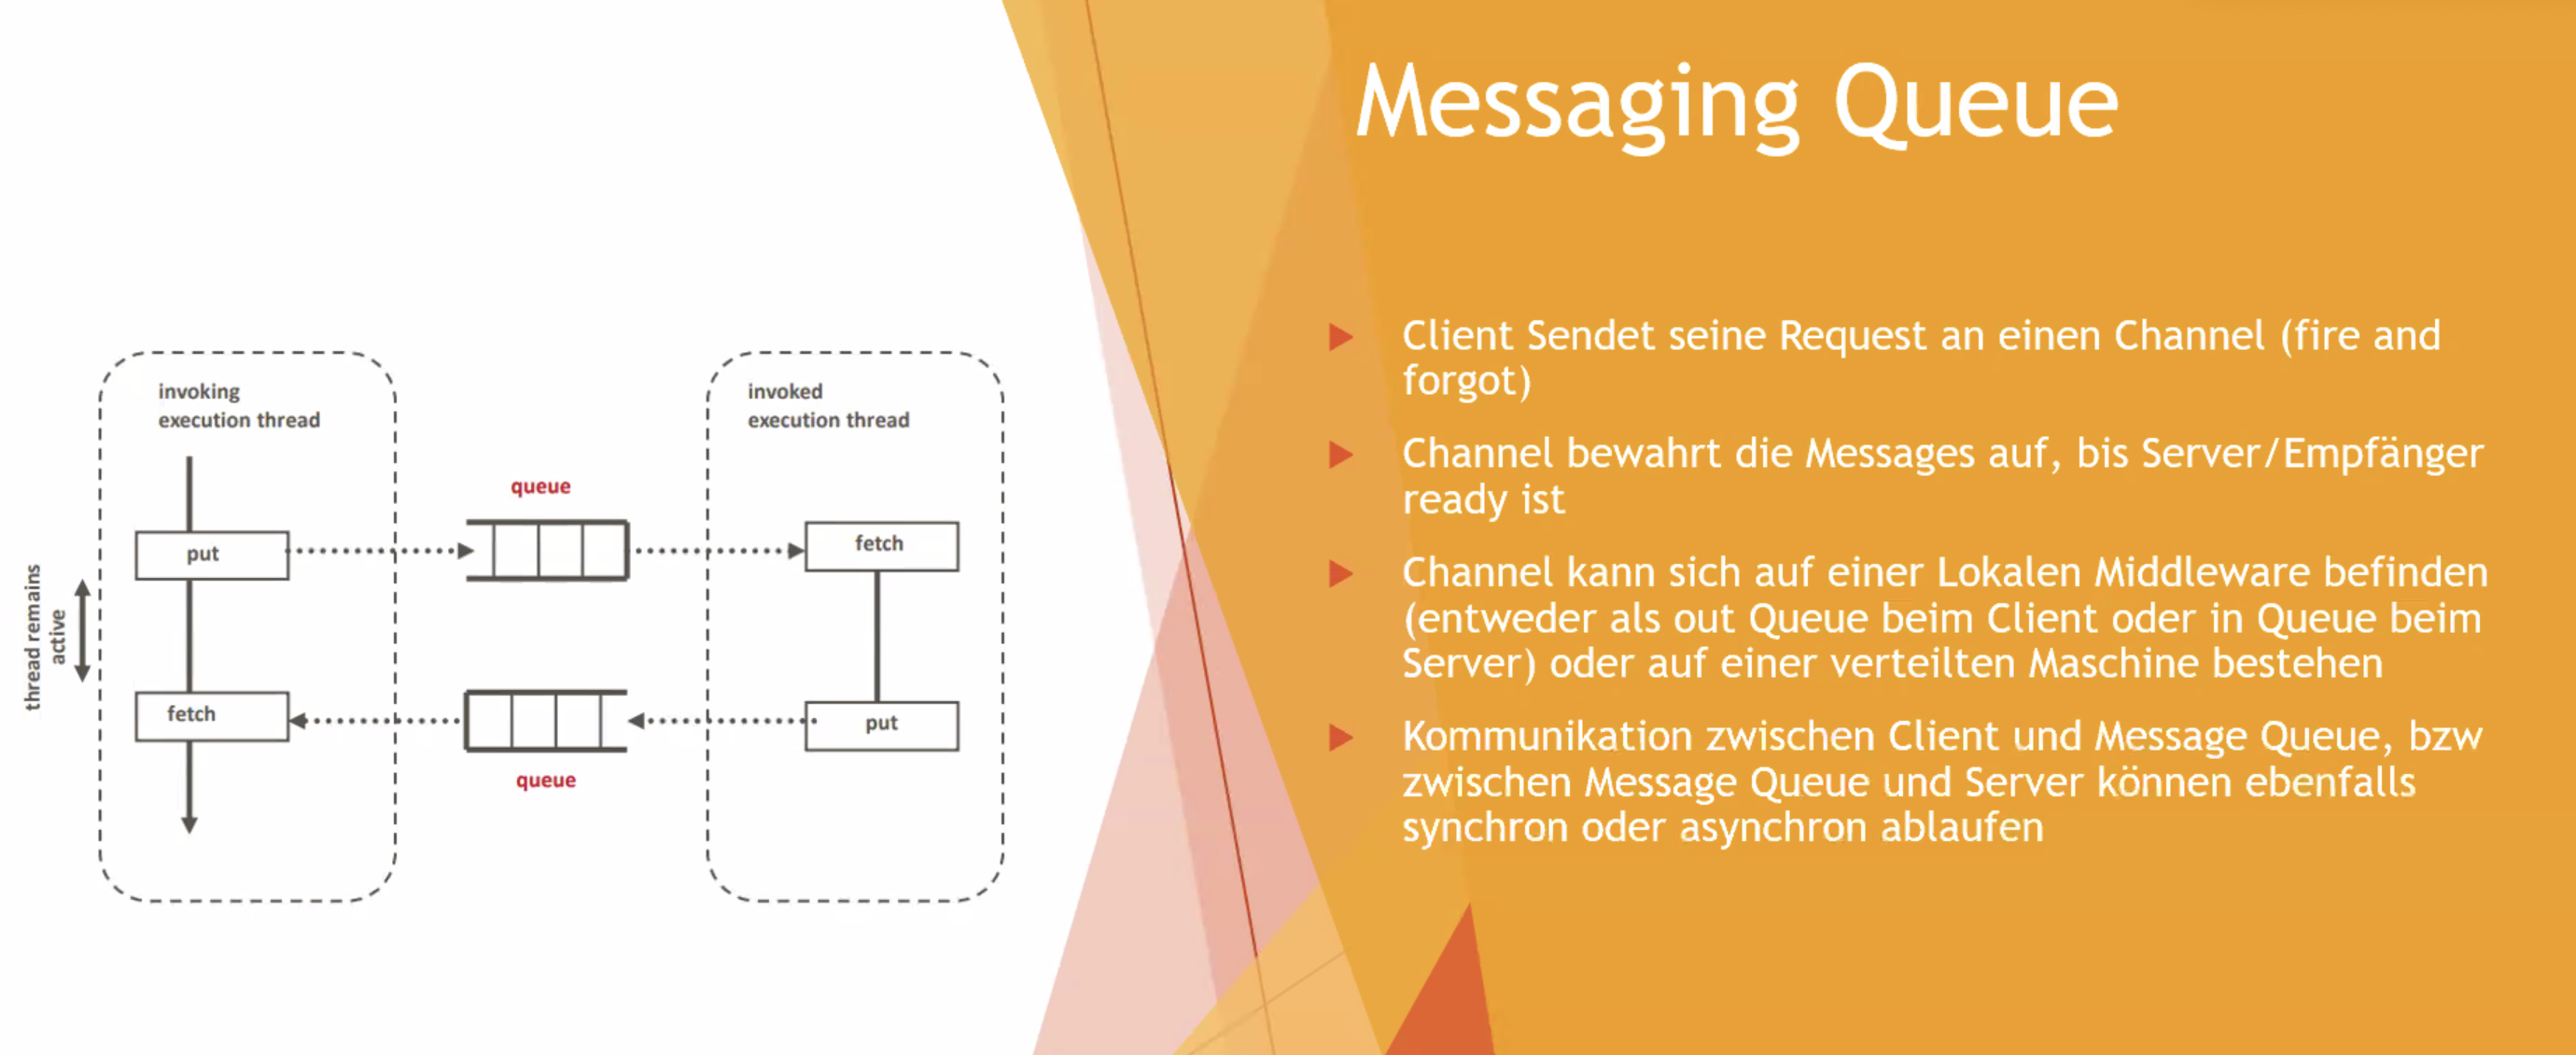 Messaging Queue
invoking
execution thread
invoked
execution thread
queue
put
fetch
thread remains
active
fetch
put
queue
Client Sendet seine Request an einen Channel (fire and
forgot)
Channel bewahrt die Messages auf, bis Server/Empfänger
ready ist
Channel kann sich auf einer Lokalen Middleware befinden
(entweder als out Queue beim Client oder in Queue beim
Server) oder auf einer verteilten Maschine bestehen
Kommunikation zwischen Client und Message Queue, bzw
zwischen Message Queue und Server können ebenfalls
synchron oder asynchron ablaufen